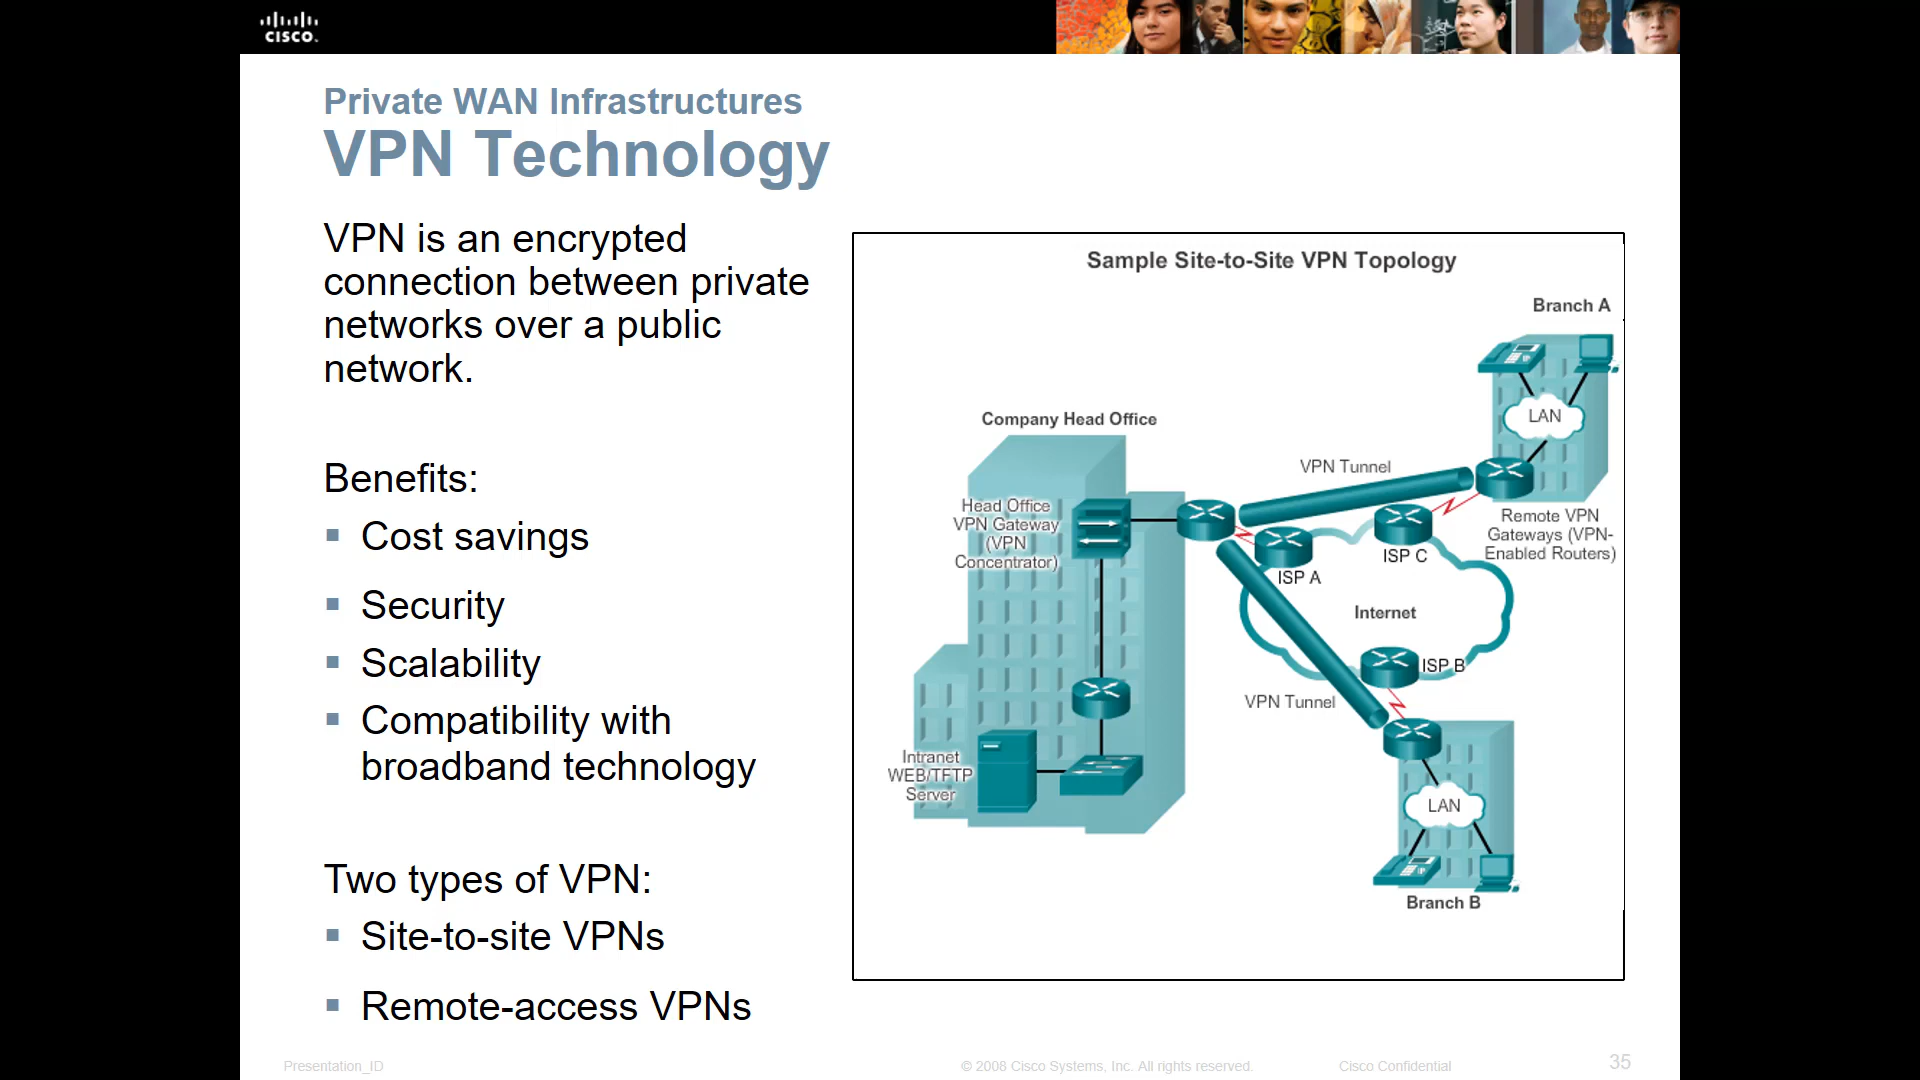 CISCO.
Private WAN Infrastructures
VPN Technology
VPN is an encrypted
connection between private
networks over a public
network.
Benefits:
Cost savings
Security
Scalability
Compatibility with
broadband technology
Two types of VPN:
Site-to-site VPNs
Remote-access VPNs
Sample Site-to-Site VPN Topology
Branch A
LAN
Company Head Office
VPN Tunnel
Head Office
VPN Gateway
(VPN
Concentrator)
Remote VPN
Gateways (VPN-
Enabled Routers)
ISP C
ISP A
Internet
ISP B
VPN Tunnel
Intranet
WEB/TFTP
Server
LAN
Branch B
Presentation_ID
© 2008 Cisco Systems, Inc. All rights reserved.
Cisco Confidential
35